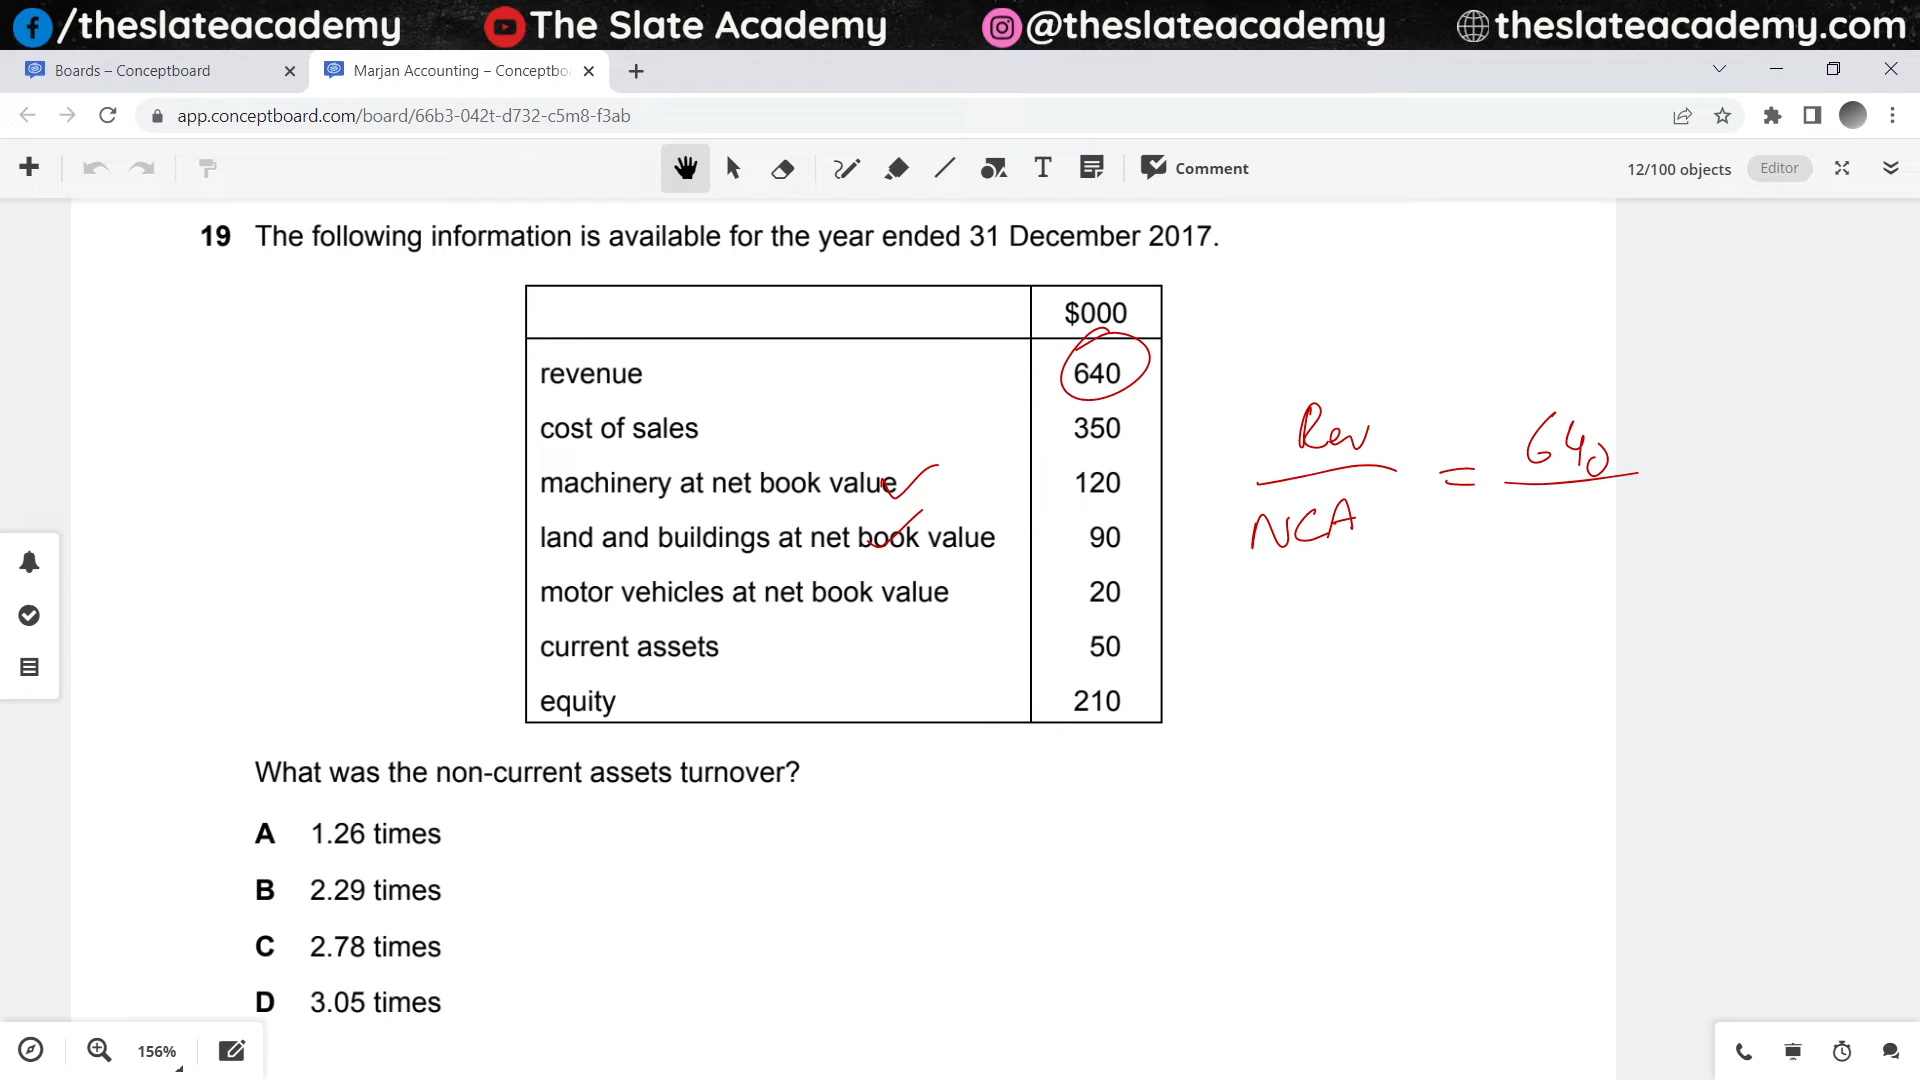 /theslateacademy The Slate Academy @theslateacademy theslateacademy.com
Boards – Conceptboard Marjan Accounting – Conceptbo
app.conceptboard.com/board/66b3-042t-d732-c5m8-f3ab
T Comment 12/100 objects Editor
19 The following information is available for the year ended 31 December 2017.
$000
revenue 640
cost of sales 350
machinery at net book value 120
land and buildings at net book value 90
motor vehicles at net book value 20
current assets 50
equity 210
Rev = 640
NCA
What was the non-current assets turnover?
A 1.26 times
B 2.29 times
C 2.78 times
D 3.05 times
156%